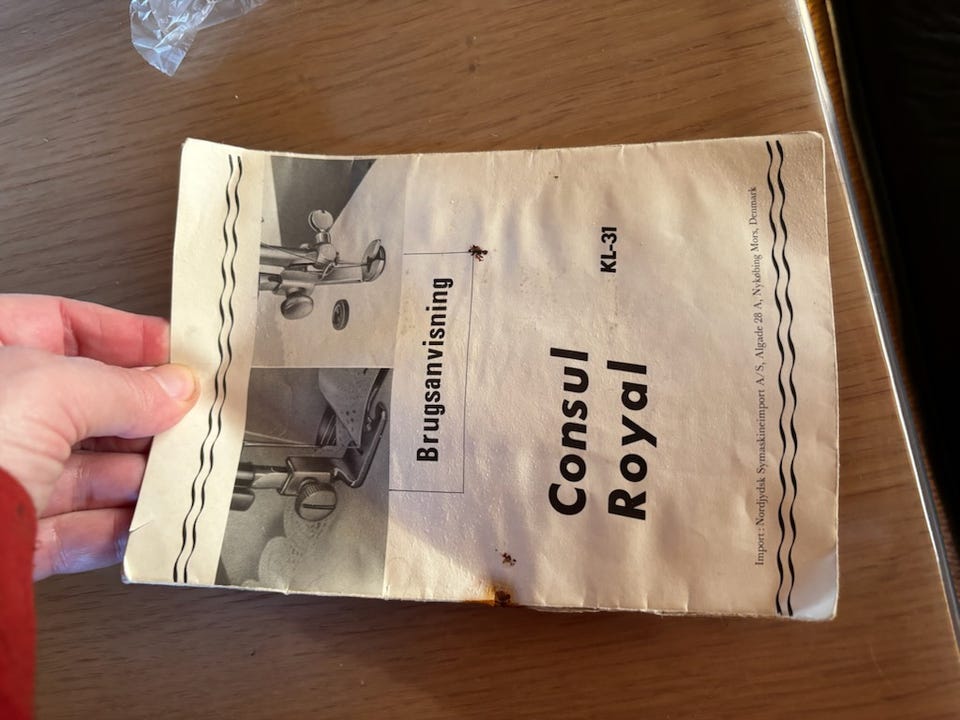 Brugsanvisning
Consul
Royal
KL-31
Import: Nordjydsk Symaskineimport A/S, Algade 28 A, Nykøbing Mors, Denmark